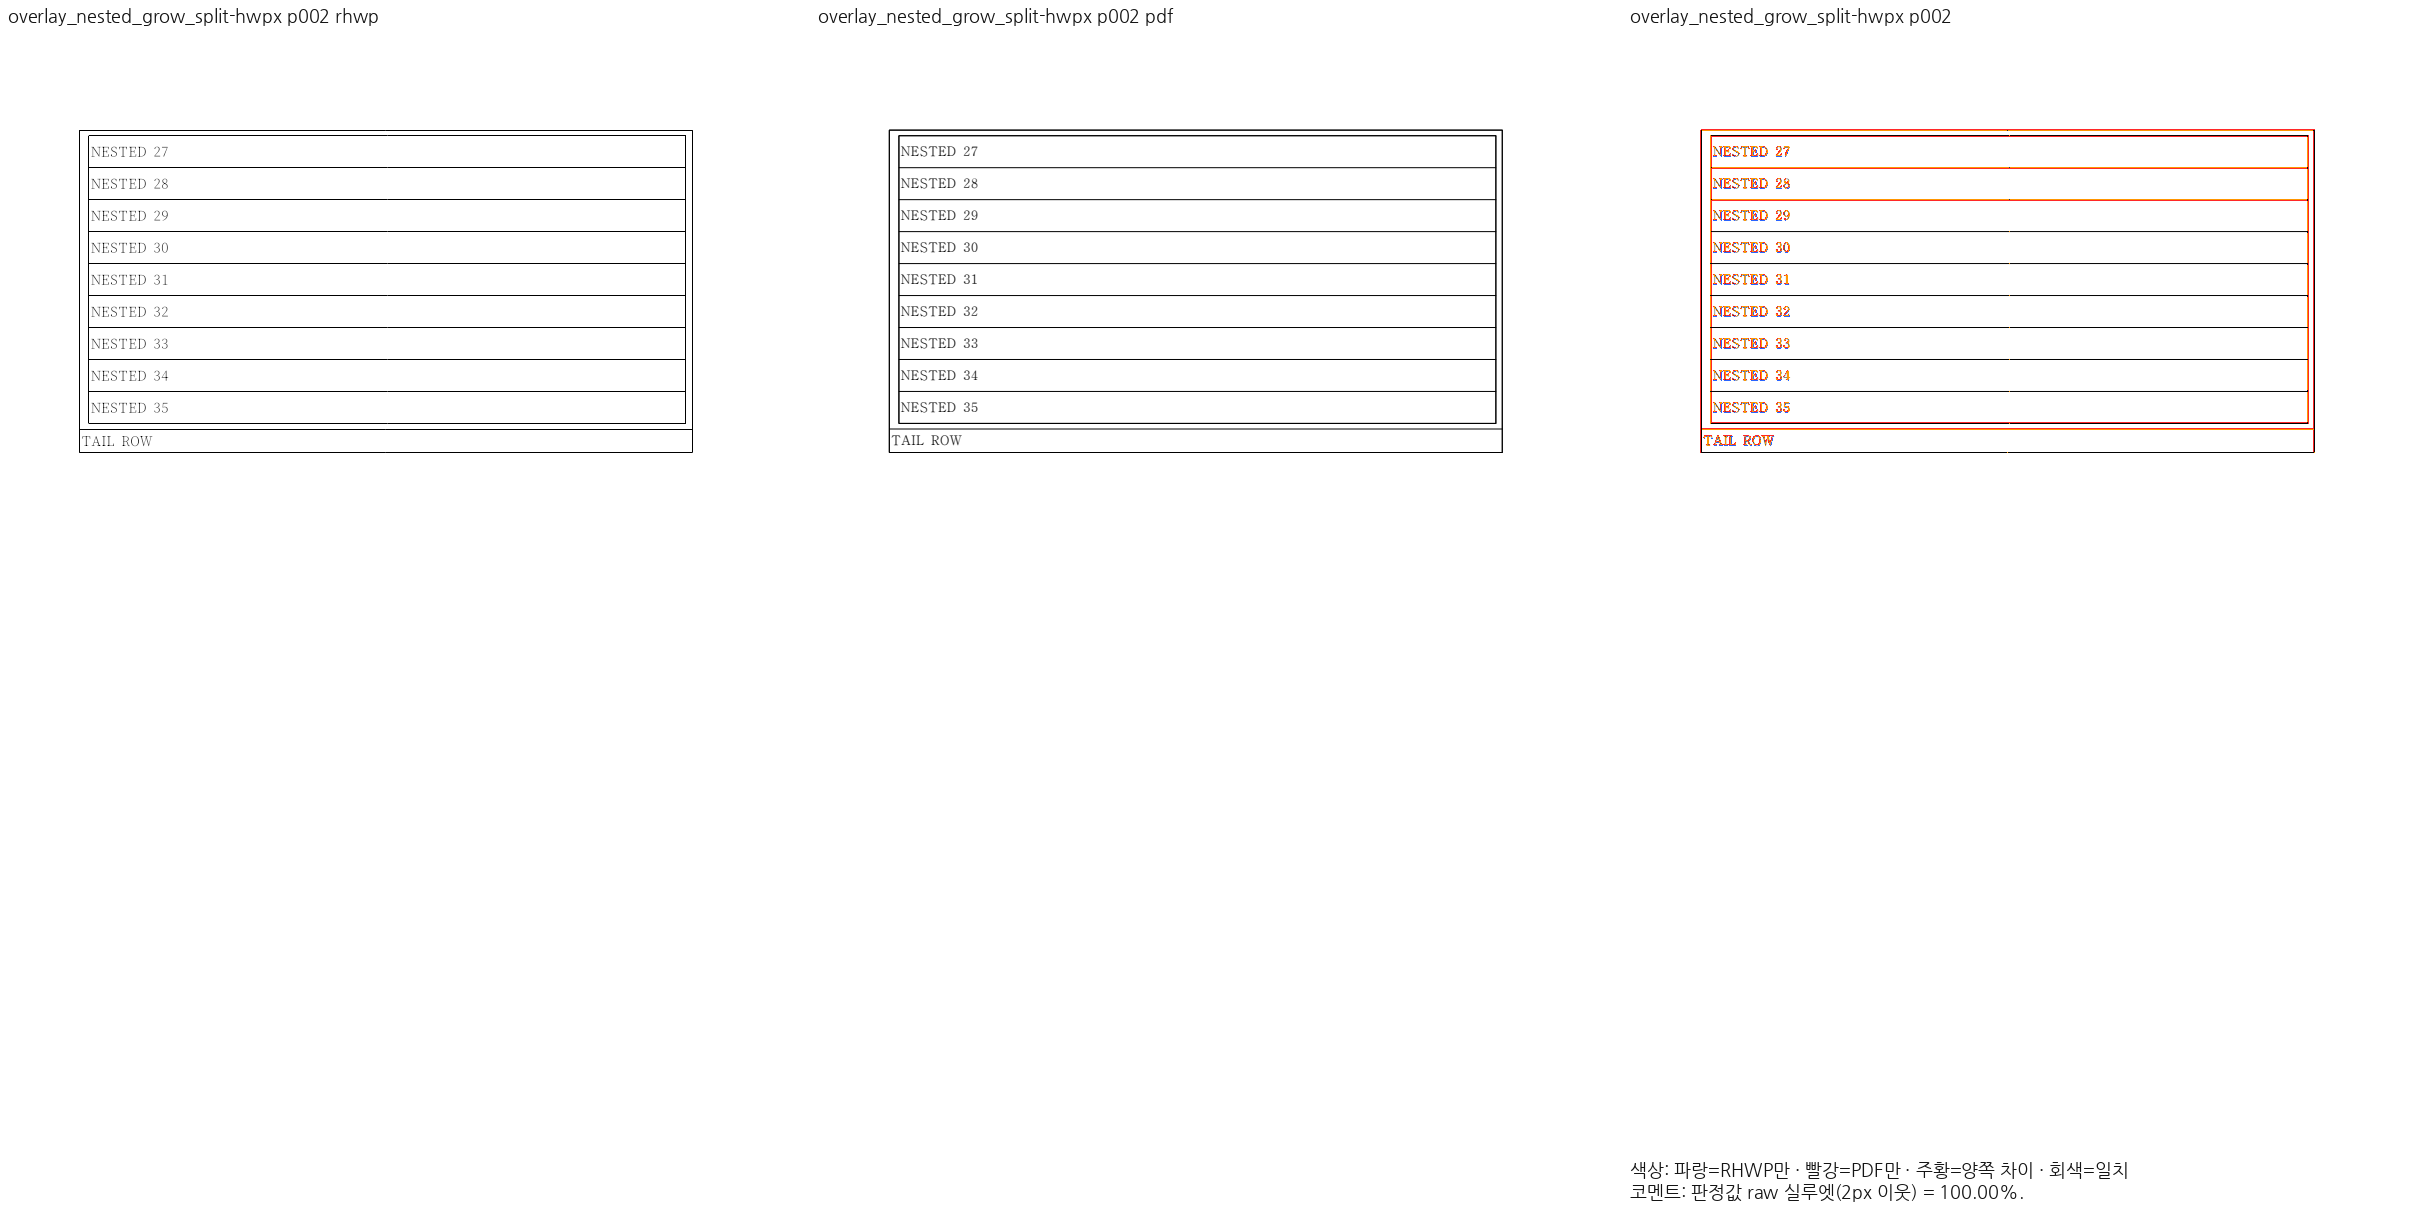 overlay_nested_grow_split-hwpx p002 rhwp
NESTED 27
NESTED 28
NESTED 29
NESTED 30
NESTED 31
NESTED 32
NESTED 33
NESTED 34
NESTED 35
TAIL ROW
overlay_nested_grow_split-hwpx p002 pdf
NESTED 27
NESTED 28
NESTED 29
NESTED 30
NESTED 31
NESTED 32
NESTED 33
NESTED 34
NESTED 35
TAIL ROW
overlay_nested_grow_split-hwpx p002
NESTED 27
NESTED 28
NESTED 29
NESTED 30
NESTED 31
NESTED 32
NESTED 33
NESTED 34
NESTED 35
TAIL ROW
색상: 파랑=RHWP만 · 빨강=PDF만 · 주황=양쪽 차이 · 회색=일치
코멘트: 판정값 raw 실루엣(2px 이웃) = 100.00%.